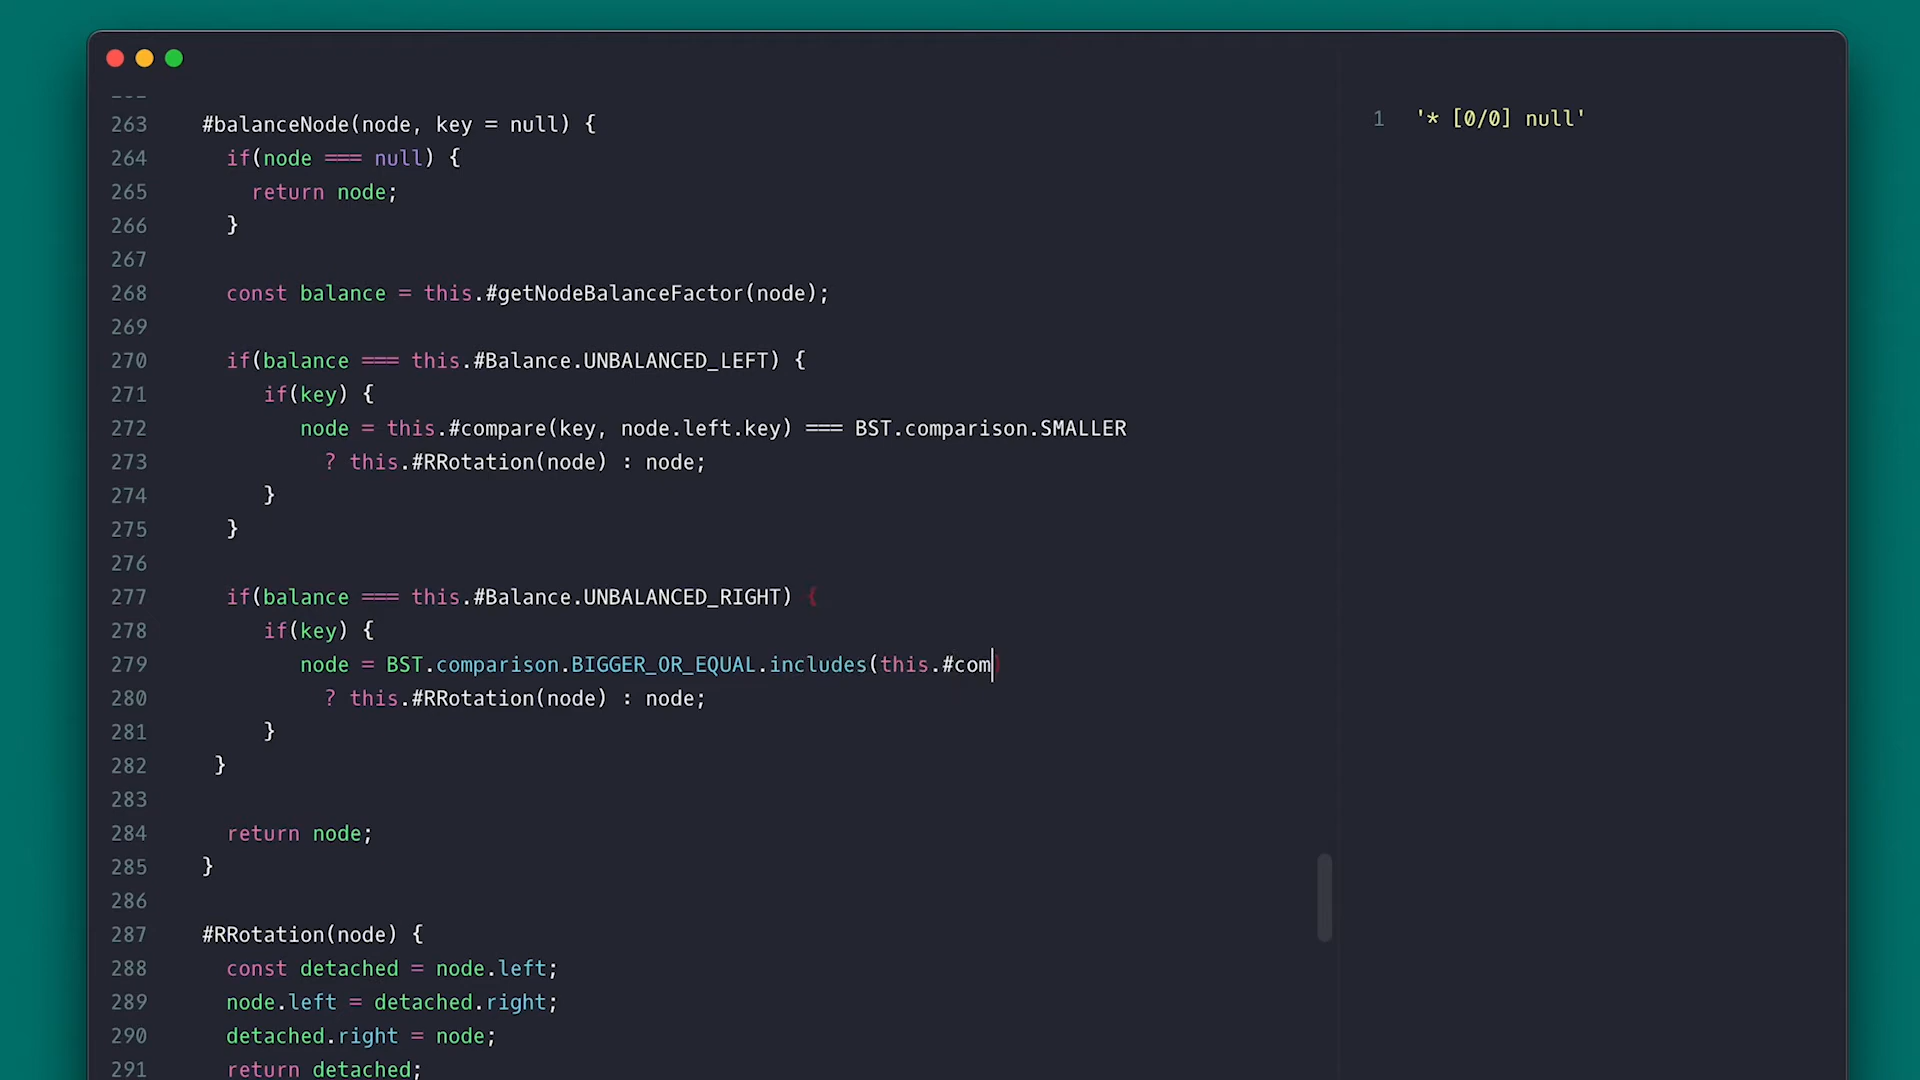 263 #balanceNode(node, key = null) {
264 if(node === null) {
265 return node;
266 }
267
268 const balance = this.#getNodeBalanceFactor(node);
269
270 if(balance === this.#Balance.UNBALANCED_LEFT) {
271 if(key) {
272 node = this.#compare(key, node.left.key) === BST.comparison.SMALLER
273 ? this.#RRotation(node) : node;
274 }
275 }
276
277 if(balance === this.#Balance.UNBALANCED_RIGHT) {
278 if(key) {
279 node = BST.comparison.BIGGER_OR_EQUAL.includes(this.#com)
280 ? this.#RRotation(node) : node;
281 }
282 }
283
284 return node;
285 }
286
287 #RRotation(node) {
288 const detached = node.left;
289 node.left = detached.right;
290 detached.right = node;
291 return detached;
1 '* [0/0] null'